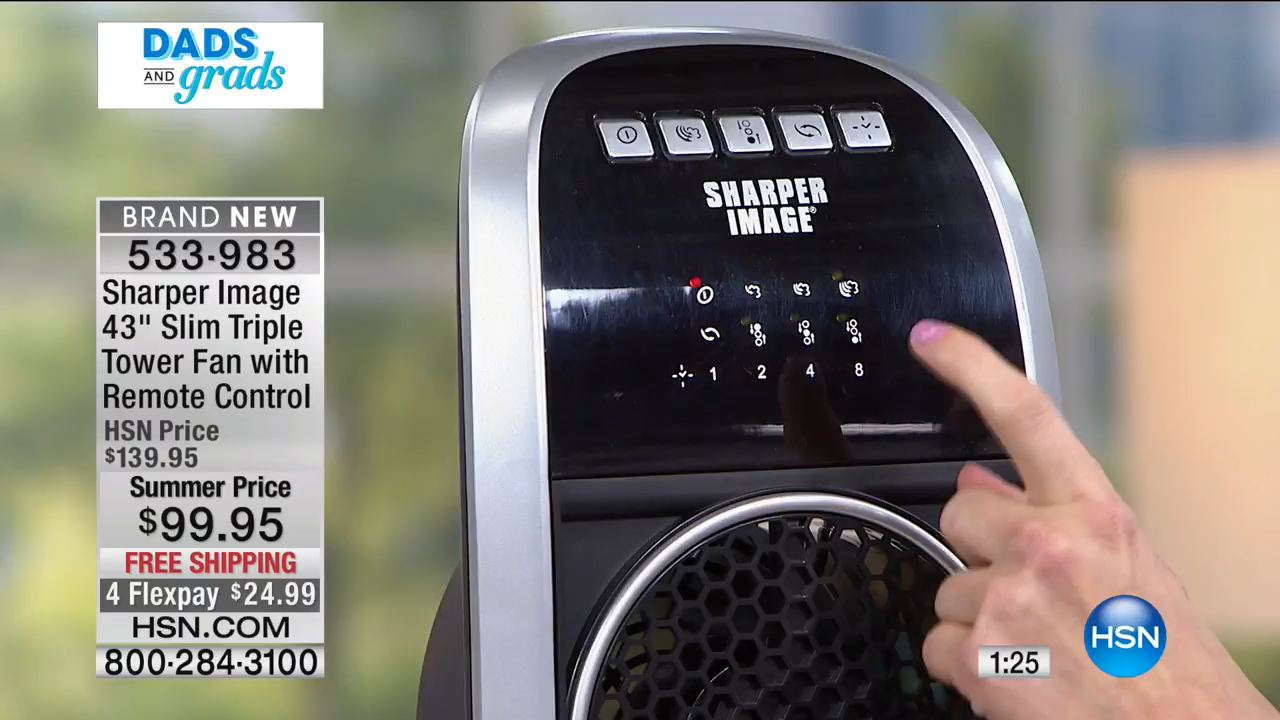 DADS
AND grads
BRAND NEW
533-983
Sharper Image
43" Slim Triple
Tower Fan with
Remote Control
HSN Price
$139.95
Summer Price
$99.95
FREE SHIPPING
4 Flexpay $24.99
HSN.COM
800-284-3100
SHARPER
IMAGE®
1 2 4 8
HSN
1:25